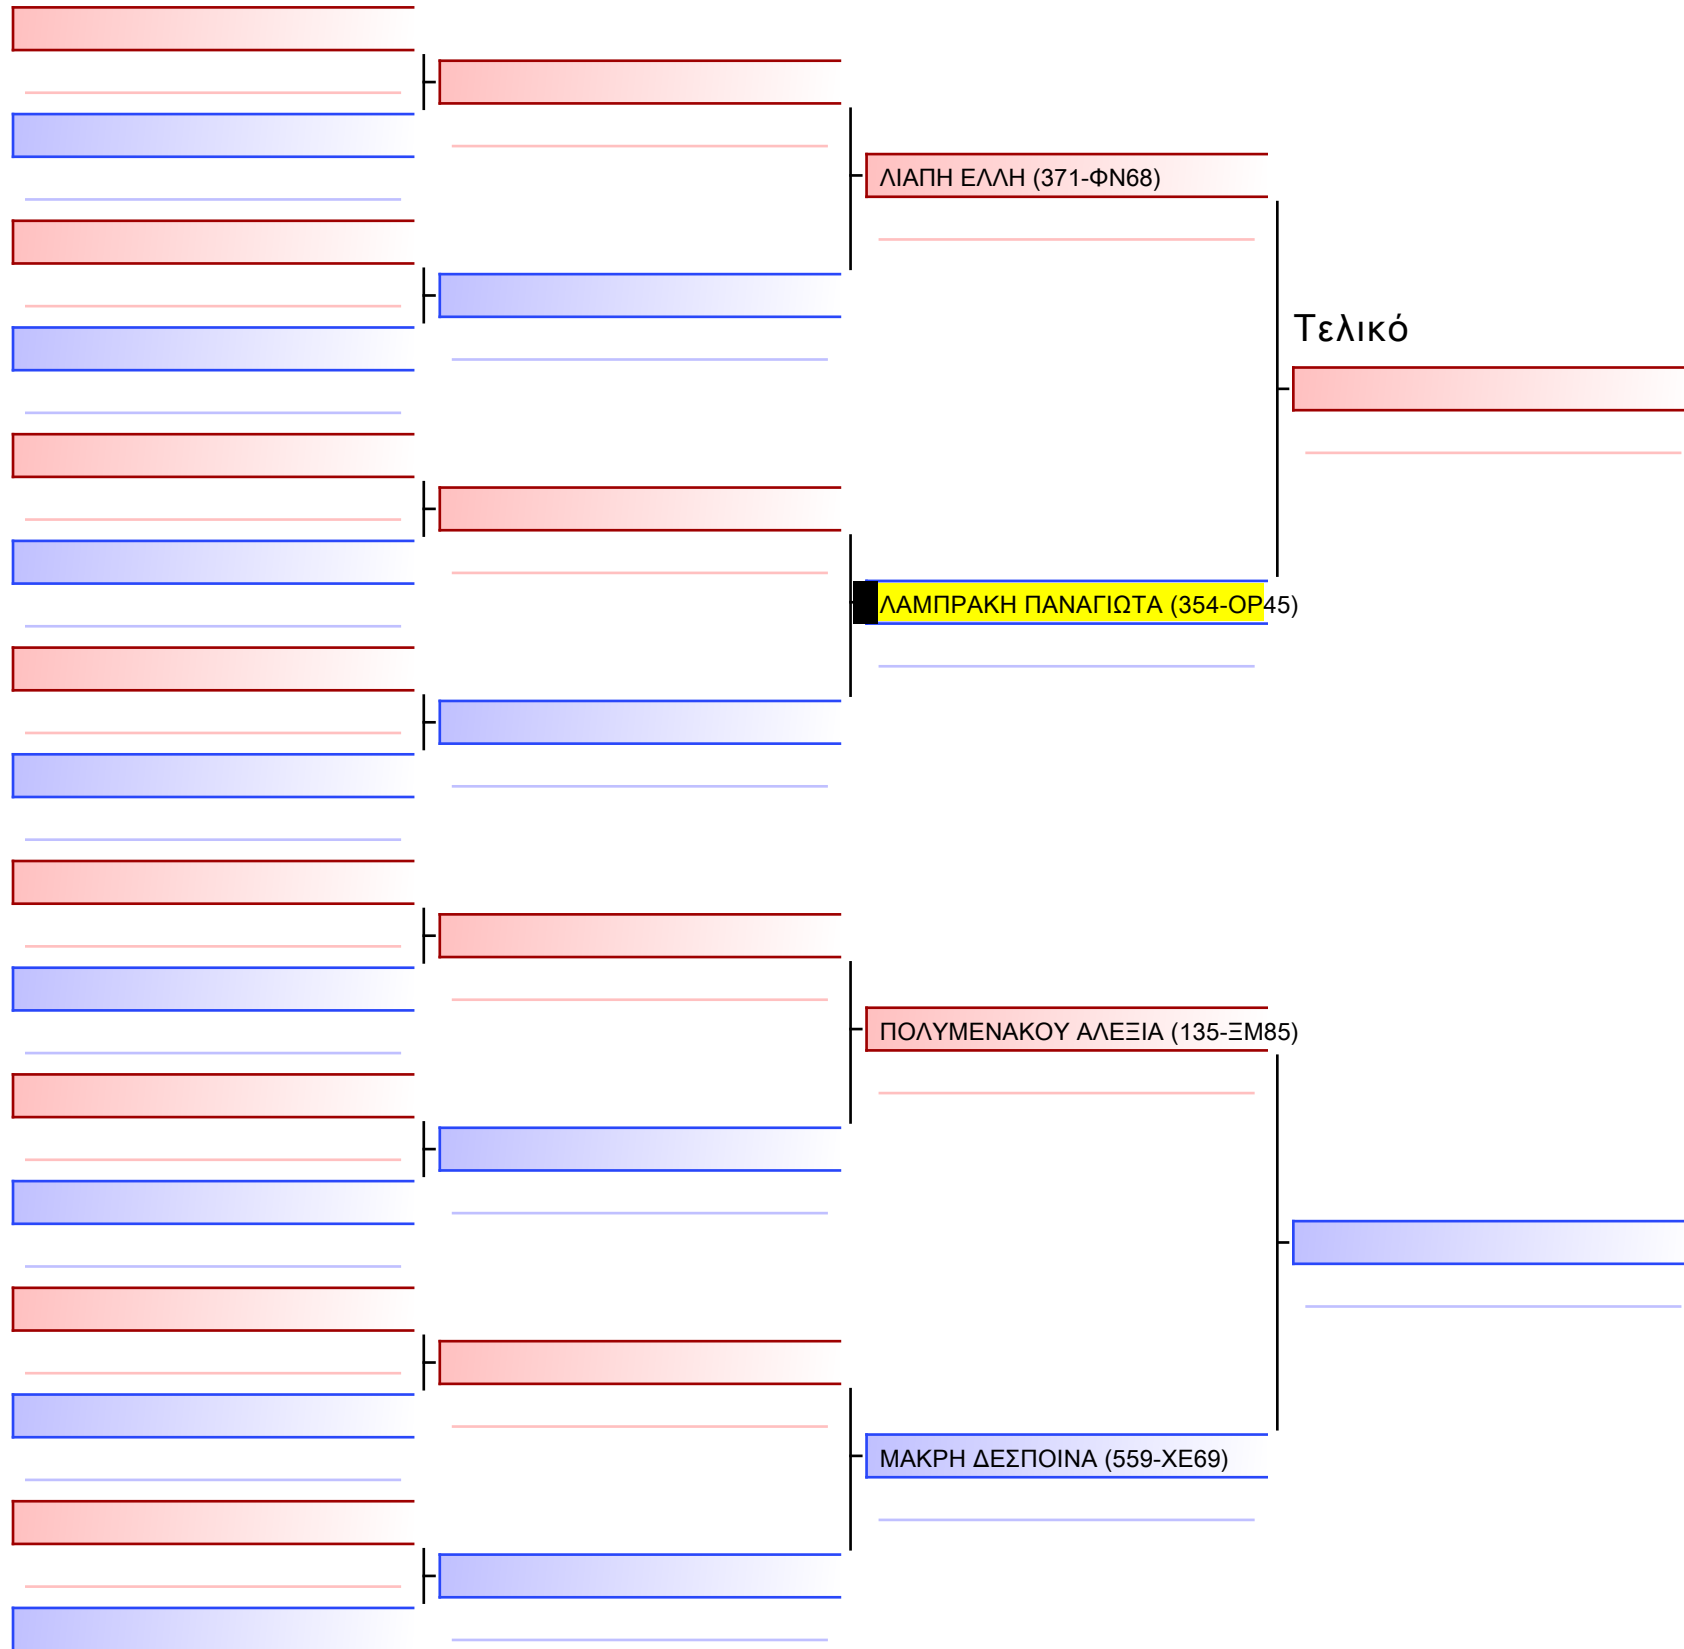 ΛΙΑΠΗ ΕΛΛΗ (371-ΦΝ68)
Τελικό
ΛΑΜΠΡΑΚΗ ΠΑΝΑΓΙΩΤΑ (354-ΟΡ45)
ΠΟΛΥΜΕΝΑΚΟΥ ΑΛΕΞΙΑ (135-ΞΜ85)
ΜΑΚΡΗ ΔΕΣΠΟΙΝΑ (559-ΧΕ69)